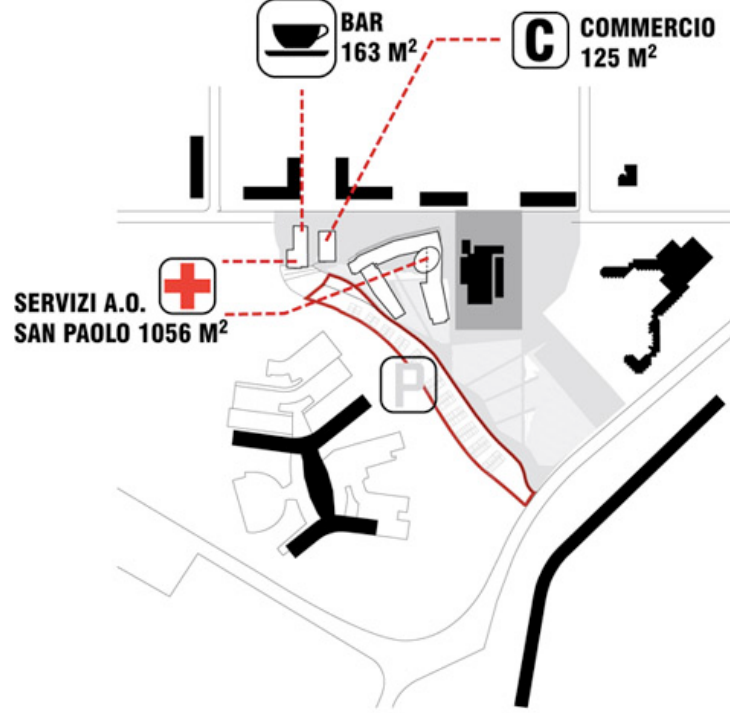 BAR
163 M²
C
COMMERCIO
125 M²
SERVIZI A.O.
SAN PAOLO 1056 M²
P